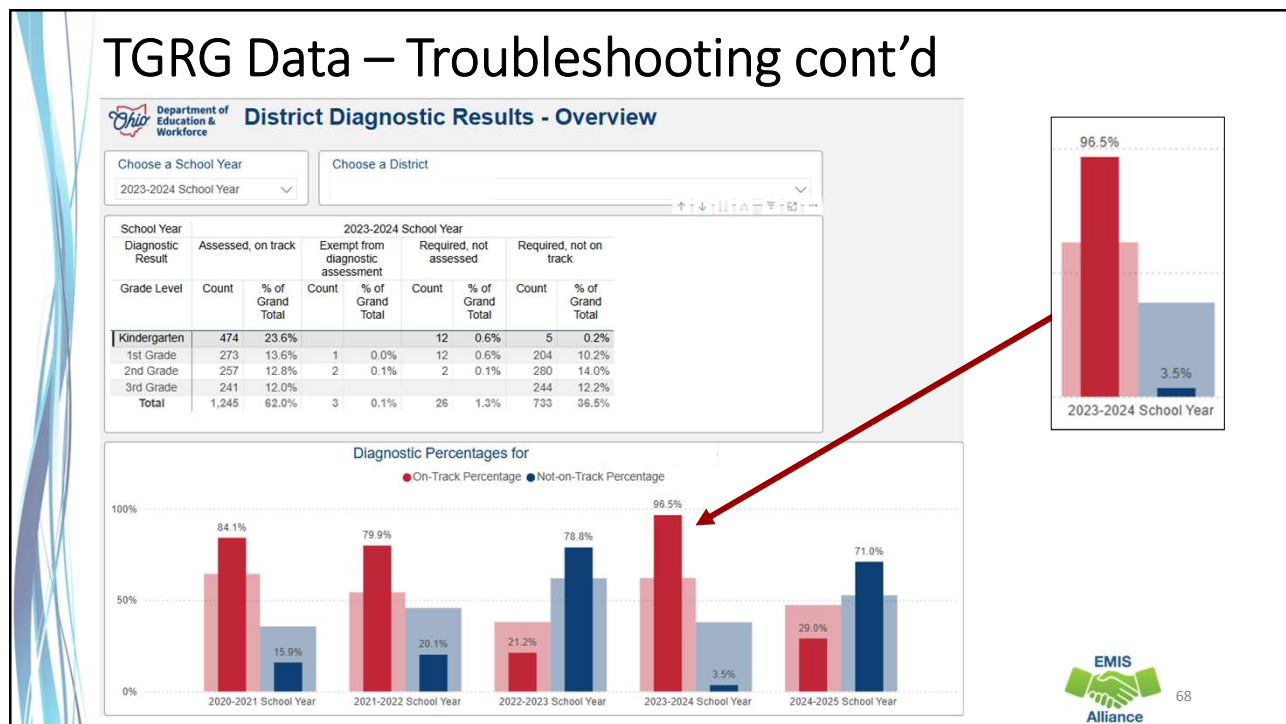 TGRG Data – Troubleshooting cont’d
Ohio
Department of
Education &
Workforce
District Diagnostic Results - Overview
Choose a School Year
2023-2024 School Year
Choose a District
School Year 2023-2024 School Year
Diagnostic Result Assessed, on track Exempt from diagnostic assessment Required, not assessed Required, not on track
Grade Level Count % of Grand Total Count % of Grand Total Count % of Grand Total Count % of Grand Total
Kindergarten 474 23.6% 12 0.6% 5 0.2%
1st Grade 273 13.6% 1 0.0% 12 0.6% 204 10.2%
2nd Grade 257 12.8% 2 0.1% 2 0.1% 280 14.0%
3rd Grade 241 12.0% 244 12.2%
Total 1,245 62.0% 3 0.1% 26 1.3% 733 36.5%
Diagnostic Percentages for
On-Track Percentage Not-on-Track Percentage
100%
50%
0%
84.1% 15.9%
79.9% 20.1%
21.2% 78.8%
96.5% 3.5%
29.0% 71.0%
2020-2021 School Year 2021-2022 School Year 2022-2023 School Year 2023-2024 School Year 2024-2025 School Year
96.5%
3.5%
2023-2024 School Year
EMIS
Alliance
68